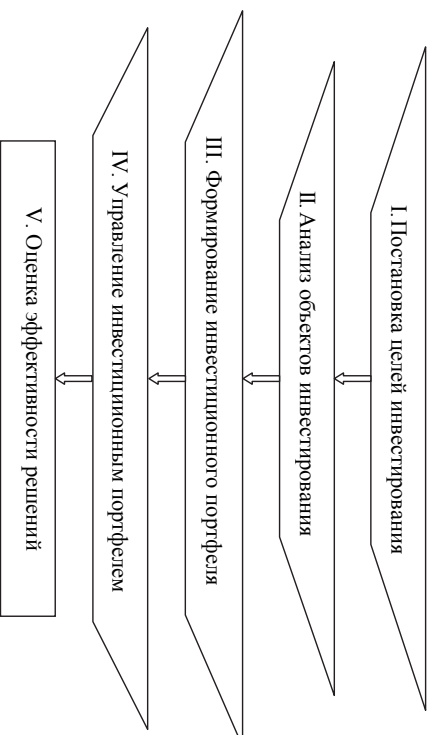 I. Постановка целей инвестирования
II. Анализ объектов инвестирования
III. Формирование инвестиционного портфеля
IV. Управление инвестиционным портфелем
V. Оценка эффективности решений